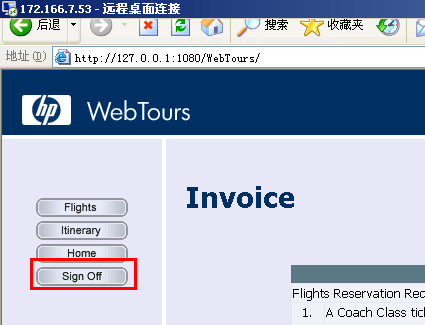 172.166.7.53 - 远程桌面连接
后退 搜索 收藏夹
地址(D) http://127.0.0.1:1080/WebTours/
hp WebTours
Flights
Itinerary
Home
Sign Off
Invoice
Flights Reservation Rec
1. A Coach Class tick